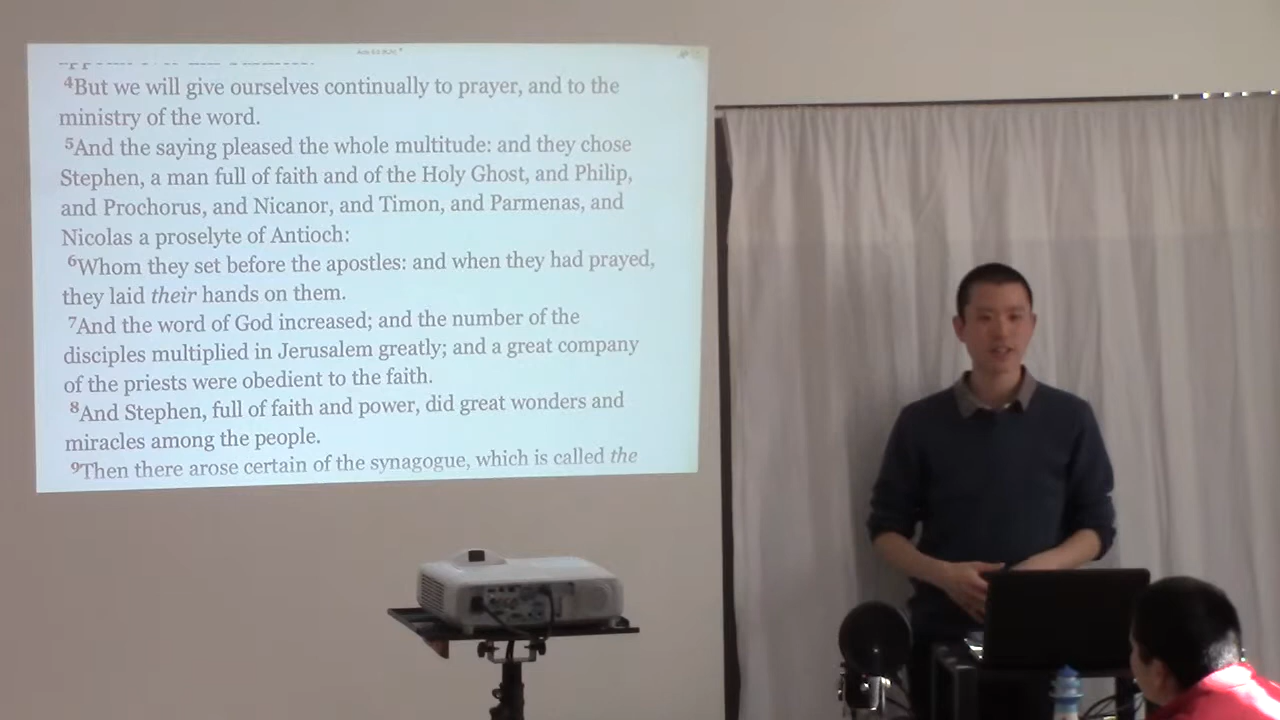 4But we will give ourselves continually to prayer, and to the
ministry of the word.
5And the saying pleased the whole multitude: and they chose
Stephen, a man full of faith and of the Holy Ghost, and Philip,
and Prochorus, and Nicanor, and Timon, and Parmenas, and
Nicolas a proselyte of Antioch:
6Whom they set before the apostles: and when they had prayed,
they laid their hands on them.
7And the word of God increased; and the number of the
disciples multiplied in Jerusalem greatly; and a great company
of the priests were obedient to the faith.
8And Stephen, full of faith and power, did great wonders and
miracles among the people.
9Then there arose certain of the synagogue, which is called the